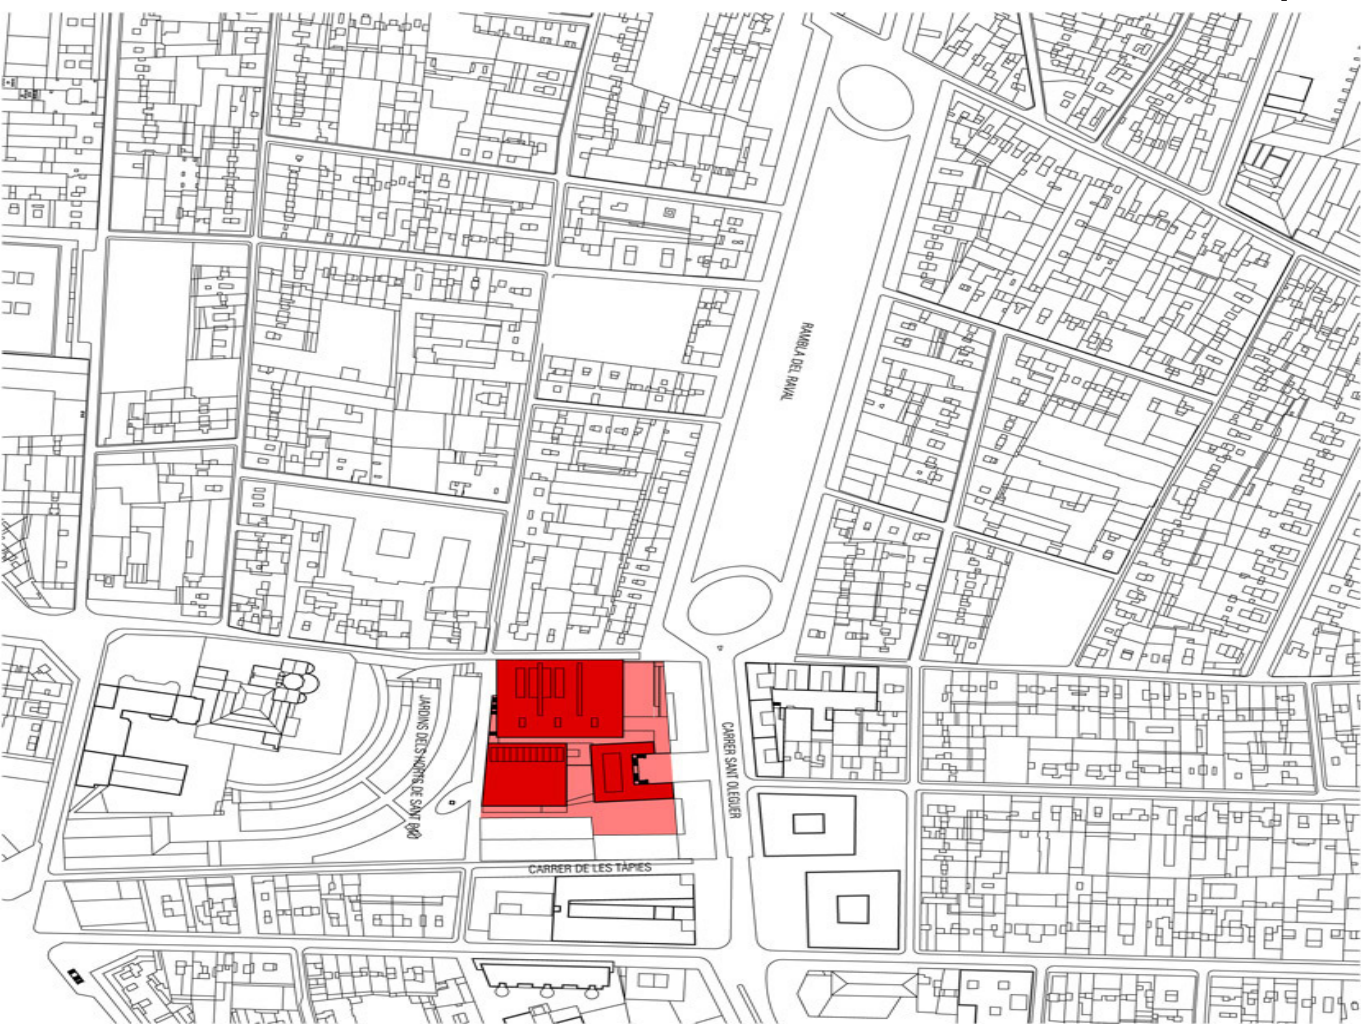 RAMBLA DEL RAVAL
JARDINS DELS HORTS DE SANT PAU
CARRER SANT OLEGUER
CARRER DE LES TÀPIES